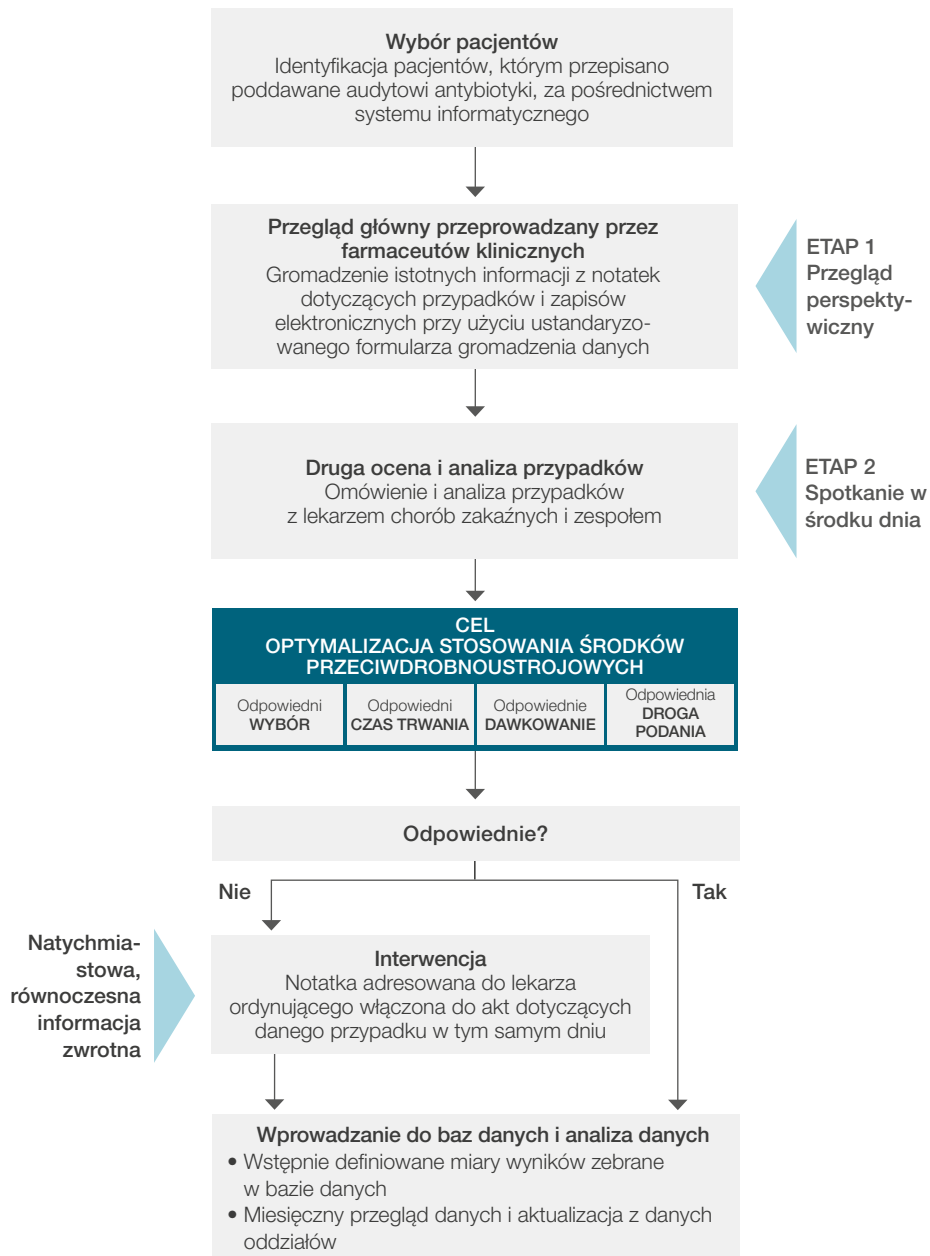 Wybór pacjentów
Identyfikacja pacjentów, którym przepisano
poddawane audytowi antybiotyki, za pośrednictwem
systemu informatycznego
Przegląd główny przeprowadzany przez
farmaceutów klinicznych
Gromadzenie istotnych informacji z notatek
dotyczących przypadków i zapisów
elektronicznych przy użyciu ustandaryzo-
wanego formularza gromadzenia danych
ETAP 1
Przegląd
perspekty-
wiczny
Druga ocena i analiza przypadków
Omówienie i analiza przypadków
z lekarzem chorób zakaźnych i zespołem
ETAP 2
Spotkanie w
środku dnia
CEL
OPTYMALIZACJA STOSOWANIA ŚRODKÓW
PRZECIWDROBNOUSTROJOWYCH
Odpowiedni
WYBÓR
Odpowiedni
CZAS TRWANIA
Odpowiednie
DAWKOWANIE
Odpowiednia
DROGA
PODANIA
Odpowiednie?
Nie
Tak
Natychmia-
stowa,
równoczesna
informacja
zwrotna
Interwencja
Notatka adresowana do lekarza
ordynującego włączona do akt dotyczących
danego przypadku w tym samym dniu
Wprowadzanie do baz danych i analiza danych
• Wstępnie definiowane miary wyników zebrane
w bazie danych
• Miesięczny przegląd danych i aktualizacja z danych
oddziałów